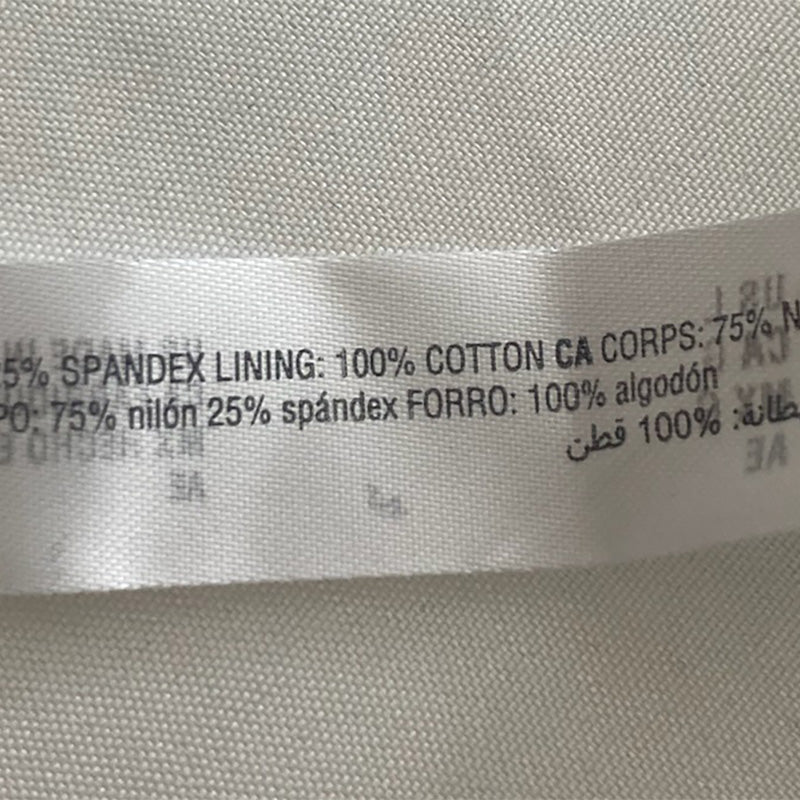 5% SPANDEX LINING: 100% COTTON CA CORPS: 75% N
PO: 75% nilón 25% spándex FORRO: 100% algodón
طانة: 100% قطن